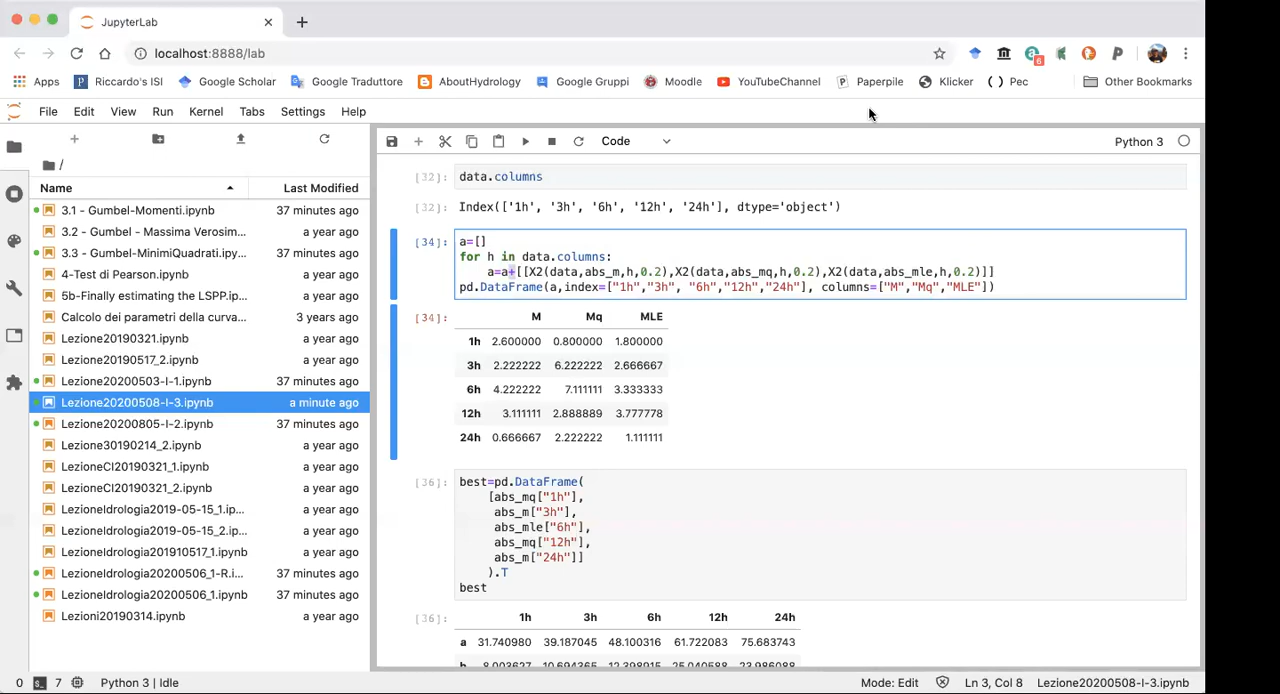 JupyterLab
localhost:8888/lab
6
Apps Riccardo's ISI Google Scholar Google Traduttore AboutHydrology Google Gruppi Moodle YouTubeChannel Paperpile Klicker Pec Other Bookmarks
File Edit View Run Kernel Tabs Settings Help
Code Python 3
/
Name Last Modified
3.1 - Gumbel-Momenti.ipynb 37 minutes ago
3.2 - Gumbel - Massima Verosim... a year ago
3.3 - Gumbel-MinimiQuadrati.ipynb 37 minutes ago
4-Test di Pearson.ipynb a year ago
5b-Finally estimating the LSPP.ip... a year ago
Calcolo dei parametri della curva... 3 years ago
Lezione20190321.ipynb a year ago
Lezione20190517_2.ipynb a year ago
Lezione20200503-I-1.ipynb 37 minutes ago
Lezione20200508-I-3.ipynb a minute ago
Lezione20200805-I-2.ipynb 37 minutes ago
Lezione30190214_2.ipynb a year ago
LezioneCI20190321_1.ipynb a year ago
LezioneCI20190321_2.ipynb a year ago
LezioneIdrologia2019-05-15_1.ip... a year ago
LezioneIdrologia2019-05-15_2.ip... a year ago
LezioneIdrologia201910517_1.ipynb a year ago
LezioneIdrologia20200506_1-R.i... 37 minutes ago
LezioneIdrologia20200506_1.ipynb 37 minutes ago
Lezioni20190314.ipynb a year ago
[32]: data.columns
[32]: Index(['1h', '3h', '6h', '12h', '24h'], dtype='object')
[34]: a=[]
for h in data.columns:
a=a+[[X2(data,abs_m,h,0.2),X2(data,abs_mq,h,0.2),X2(data,abs_mle,h,0.2)]]
pd.DataFrame(a,index=["1h","3h", "6h","12h","24h"], columns=["M","Mq","MLE"])
[34]: M Mq MLE
1h 2.600000 0.800000 1.800000
3h 2.222222 6.222222 2.666667
6h 4.222222 7.111111 3.333333
12h 3.111111 2.888889 3.777778
24h 0.666667 2.222222 1.111111
[36]: best=pd.DataFrame(
[abs_mq["1h"],
abs_m["3h"],
abs_mle["6h"],
abs_mq["12h"],
abs_m["24h"]]
).T
best
[36]: 1h 3h 6h 12h 24h
a 31.740980 39.187045 48.100316 61.722083 75.683743
b 8.003627 10.694365 12.398915 25.040588 23.986088
0 7 Python 3 | Idle Mode: Edit Ln 3, Col 8 Lezione20200508-I-3.ipynb